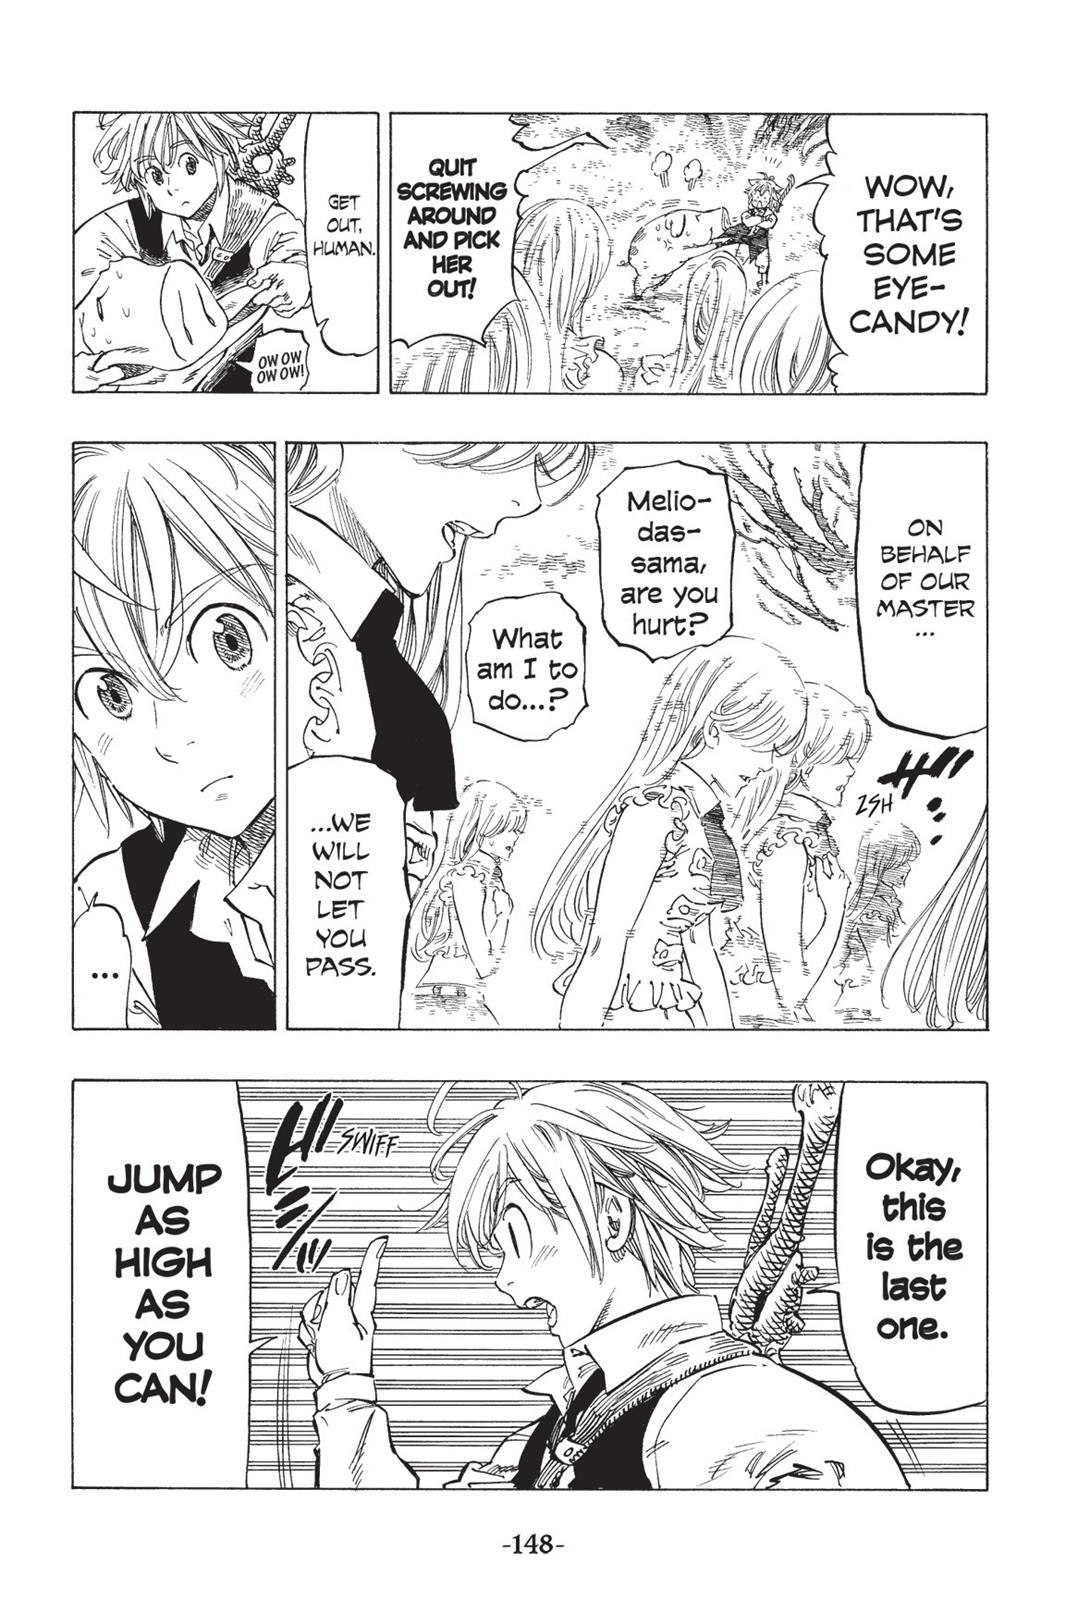 WOW,
THAT'S
SOME
EYE-
CANDY!
QUIT
SCREWING
AROUND
AND PICK
HER
OUT!
GET
OUT,
HUMAN.
OW OW
OW OW!
ON
BEHALF
OF OUR
MASTER
...
Melio-
das-
sama,
are you
hurt?
What
am I to
do...?
ZSH
...WE
WILL
NOT
LET
YOU
PASS.
...
Okay,
this
is the
last
one.
SWIFF
JUMP
AS
HIGH
AS
YOU
CAN!
-148-